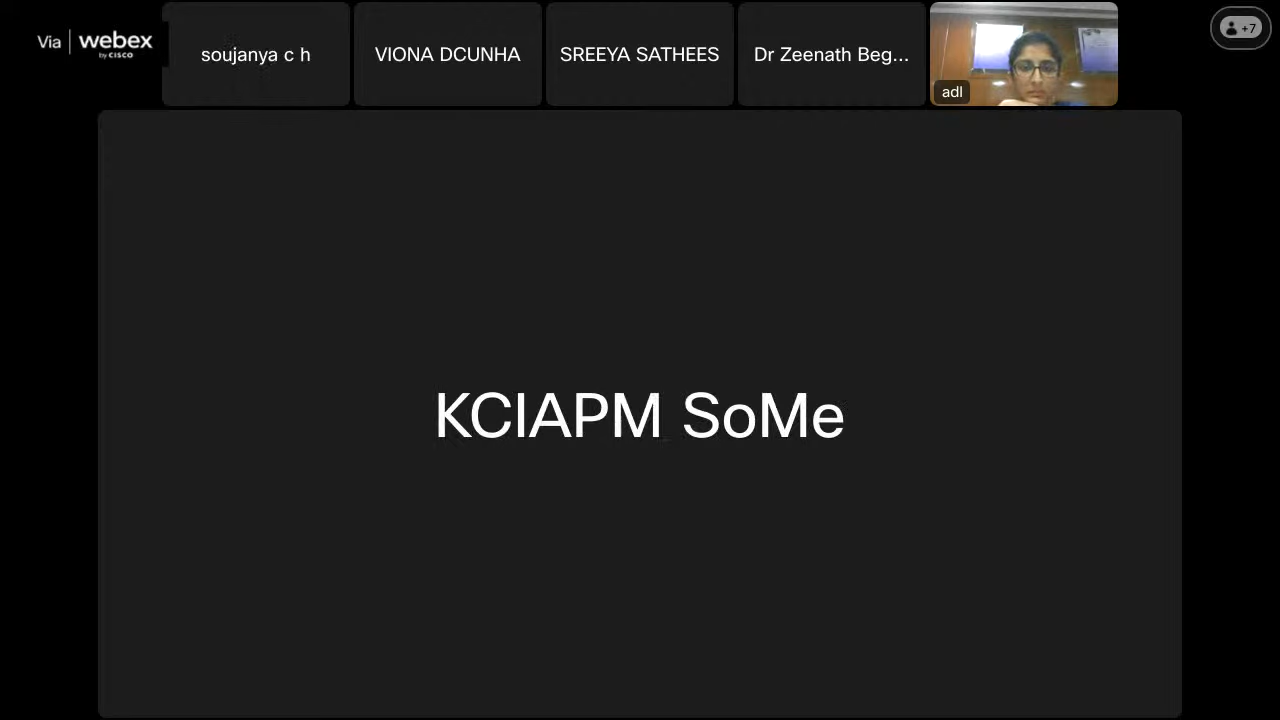 Via webex
by CISCO
soujanya c h
VIONA DCUNHA
SREEYA SATHEES
Dr Zeenath Beg...
adl
+7
KCIAPM SoMe